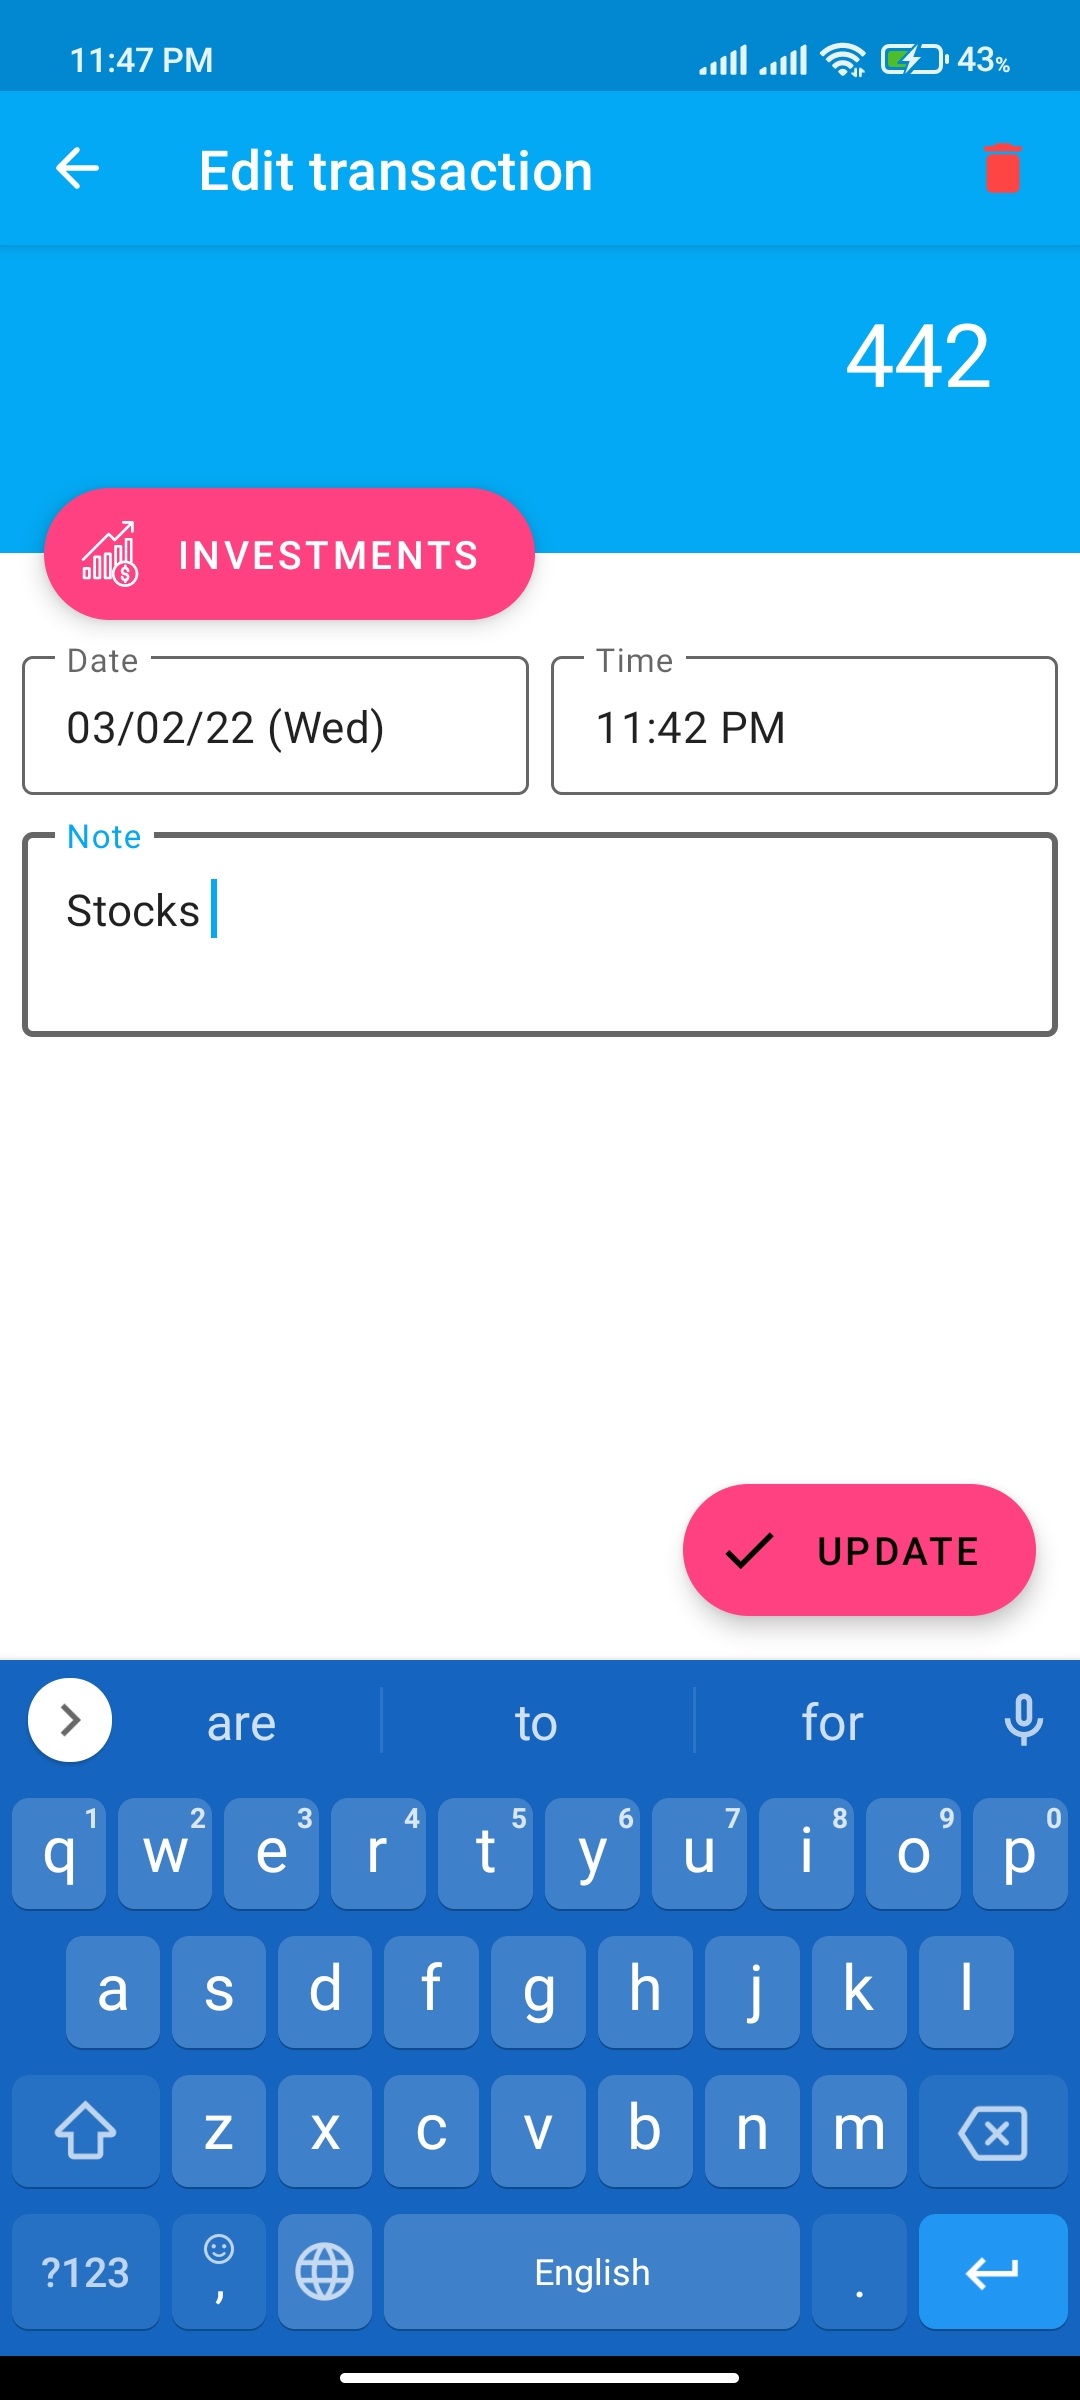 11:47 PM 43%
Edit transaction
442
INVESTMENTS
Date Time
03/02/22 (Wed) 11:42 PM
Note
Stocks
UPDATE
are to for
1 2 3 4 5 6 7 8 9 0
q w e r t y u i o p
a s d f g h j k l
z x c v b n m
?123 , English .